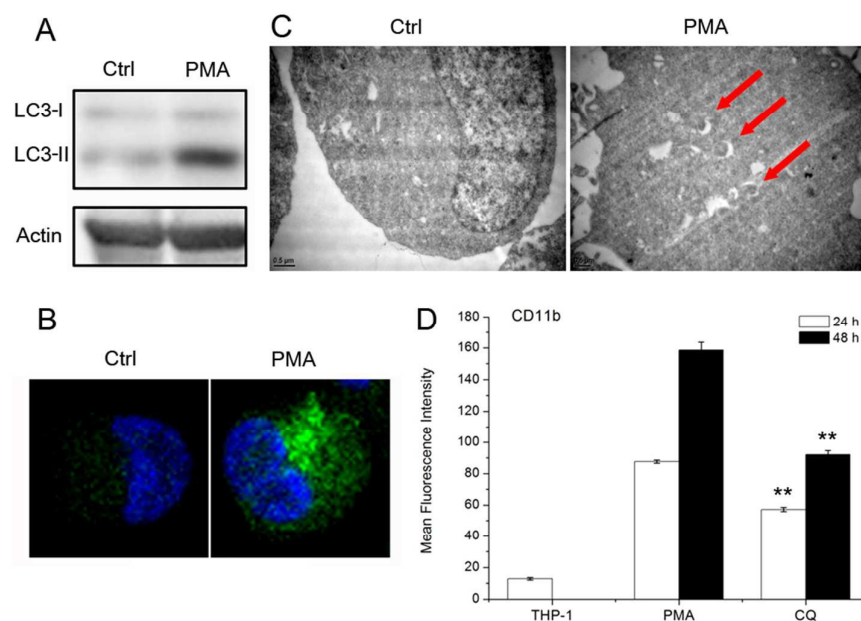 A
Ctrl PMA
LC3-I
LC3-II
Actin
B
Ctrl PMA
C
Ctrl PMA
0.5 µm
D
CD11b
24 h
48 h
Mean Fluorescence Intensity
180
160
140
120
100
80
60
40
20
0
**
**
THP-1 PMA CQ